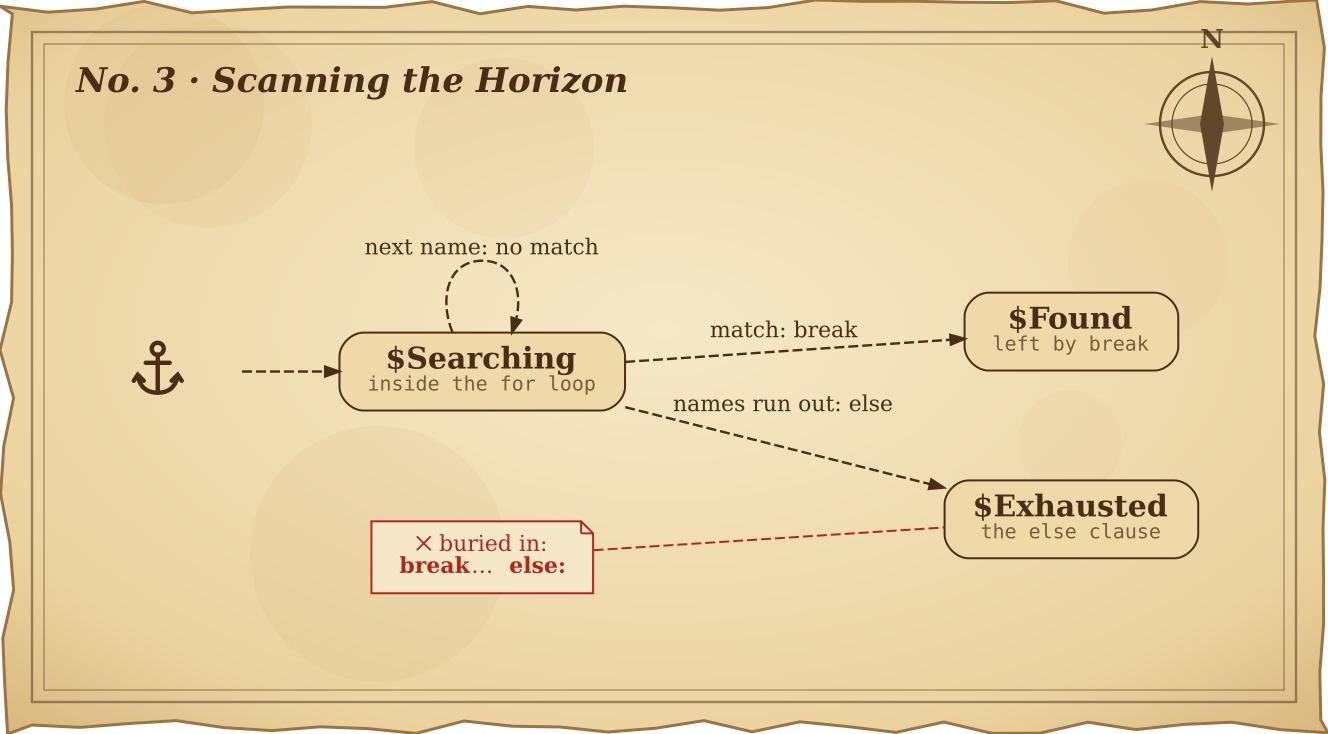 N
No. 3 · Scanning the Horizon
next name: no match
$Searching
inside the for loop
match: break
$Found
left by break
names run out: else
$Exhausted
the else clause
× buried in:
break… else: